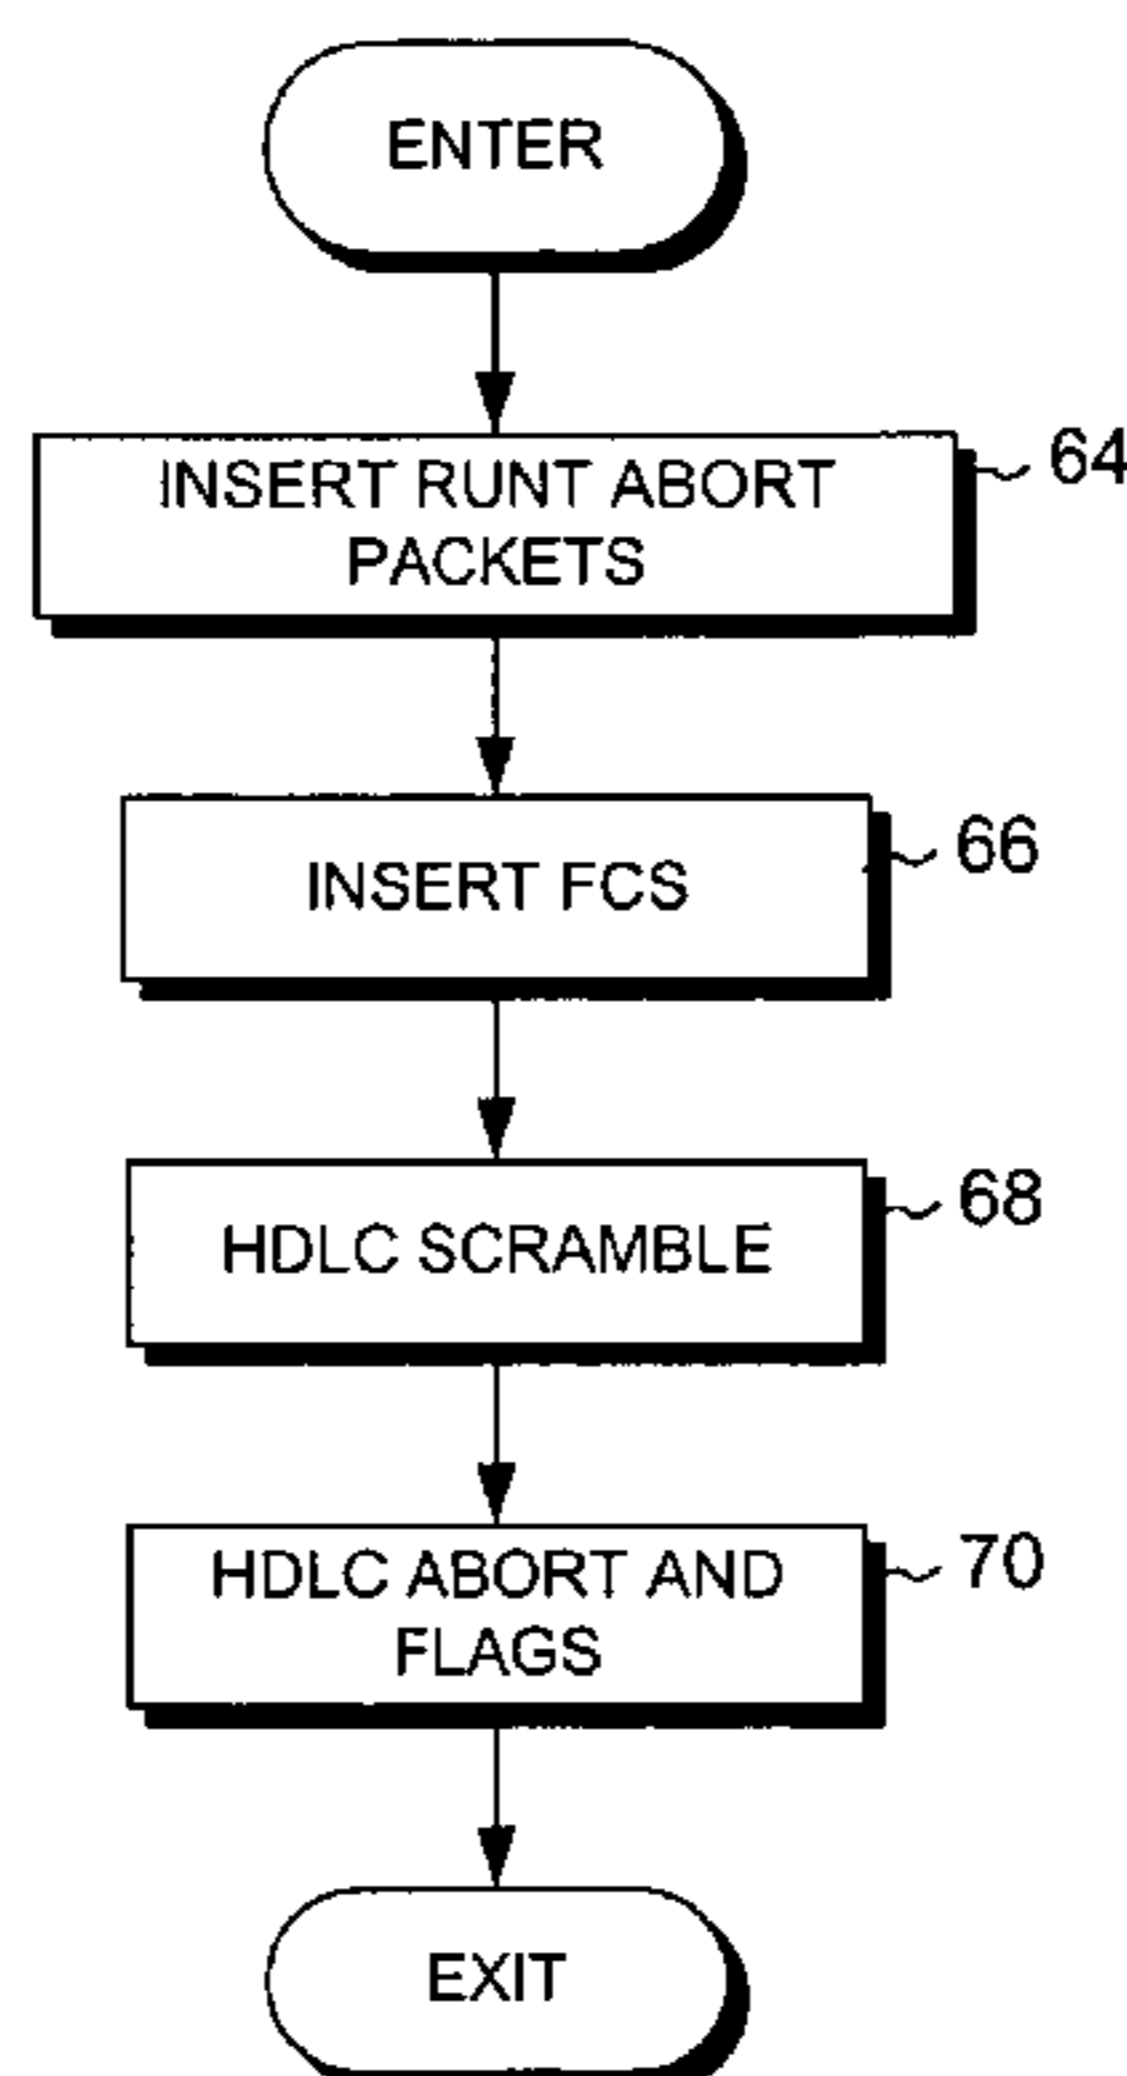 ENTER
INSERT RUNT ABORT
PACKETS
64
INSERT FCS
66
HDLC SCRAMBLE
68
HDLC ABORT AND
FLAGS
70
EXIT